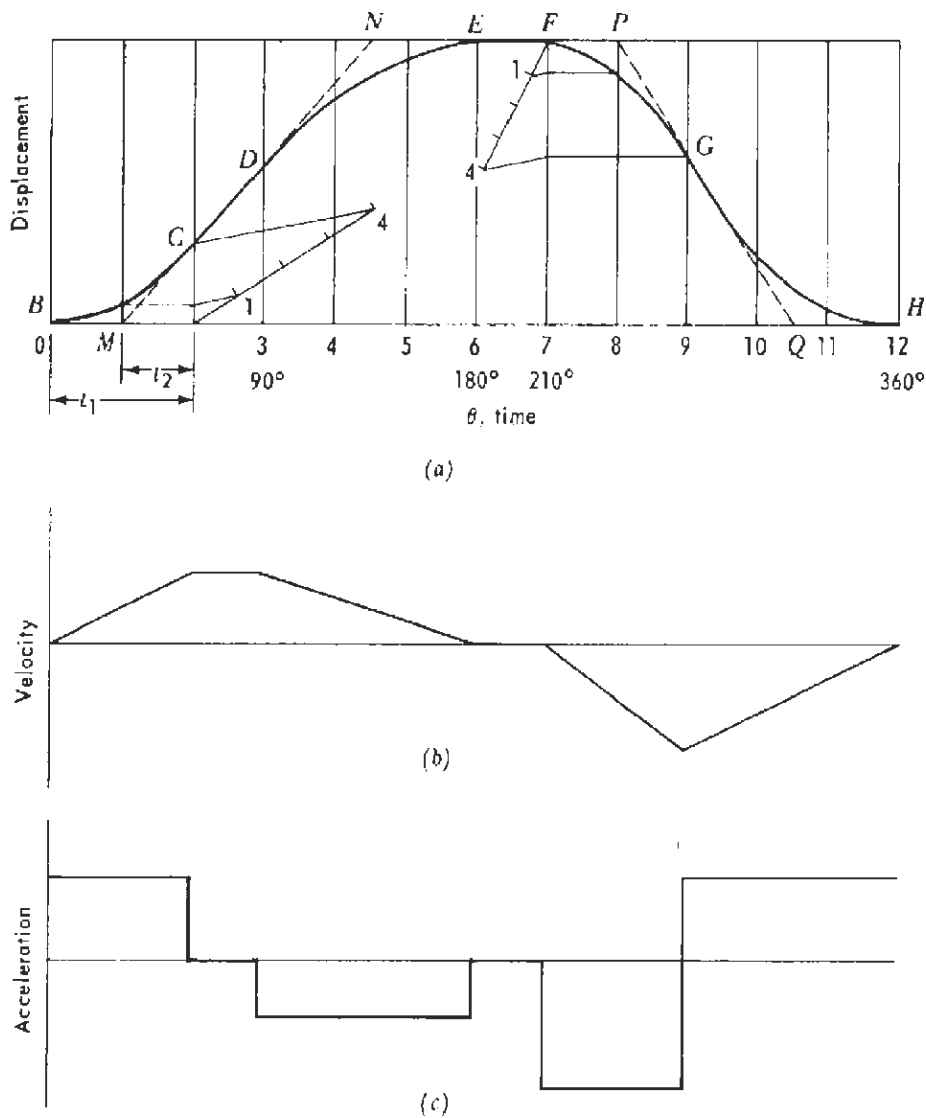 N E F P
1
D
G
4
Displacement
C
4
B
1
H
0 M 3 4 5 6 7 8 9 Q 11 12
t2 90° 180° 210° 360°
t1
θ, time
(a)
Velocity
(b)
Acceleration
(c)